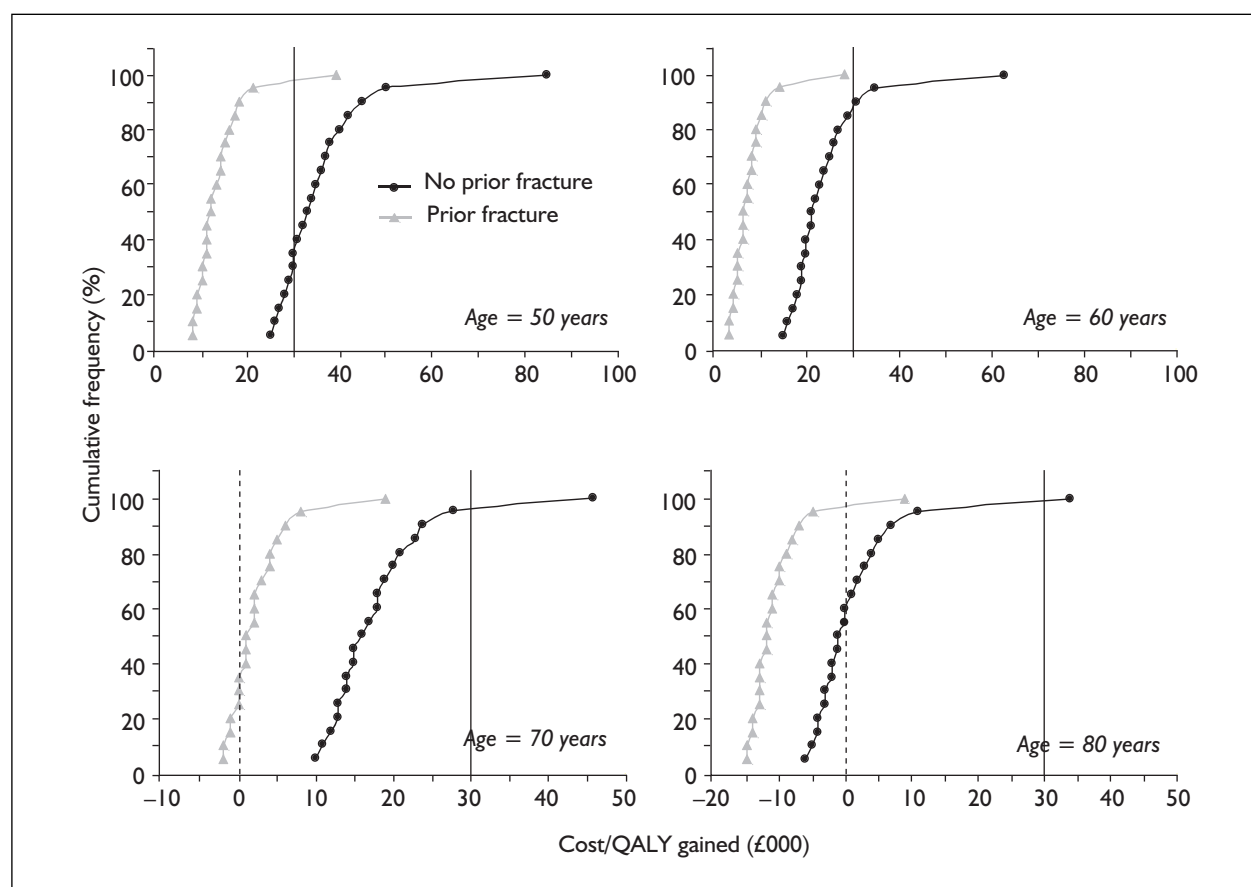 100
80
60
40
20
0
0 20 40 60 80 100
No prior fracture
Prior fracture
Age = 50 years
100
80
60
40
20
0
0 20 40 60 80 100
Age = 60 years
Cumulative frequency (%)
100
80
60
40
20
0
–10 0 10 20 30 40 50
Age = 70 years
100
80
60
40
20
0
–20 –10 0 10 20 30 40 50
Age = 80 years
Cost/QALY gained (£000)